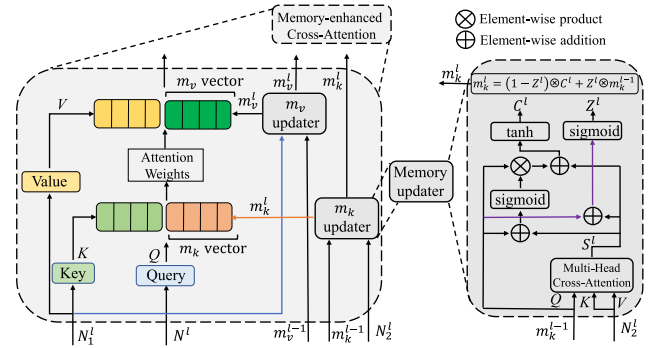 Memory-enhanced
Cross-Attention
⊗ Element-wise product
⊕ Element-wise addition
m_v vector
m_v^l
m_k^l
m_k^l
m_k^l = (1 − Z^l)⊗C^l + Z^l⊗m_k^{l−1}
V
m_v^l
m_v
updater
C^l
Z^l
tanh
sigmoid
Attention
Weights
Value
Memory
updater
sigmoid
m_k^l
m_k
updater
K
Q
m_k vector
S^l
Key
Query
Multi-Head
Cross-Attention
Q
K
V
N_1^l
N^l
m_v^{l−1}
m_k^{l−1}
N_2^l
m_k^{l−1}
N_2^l